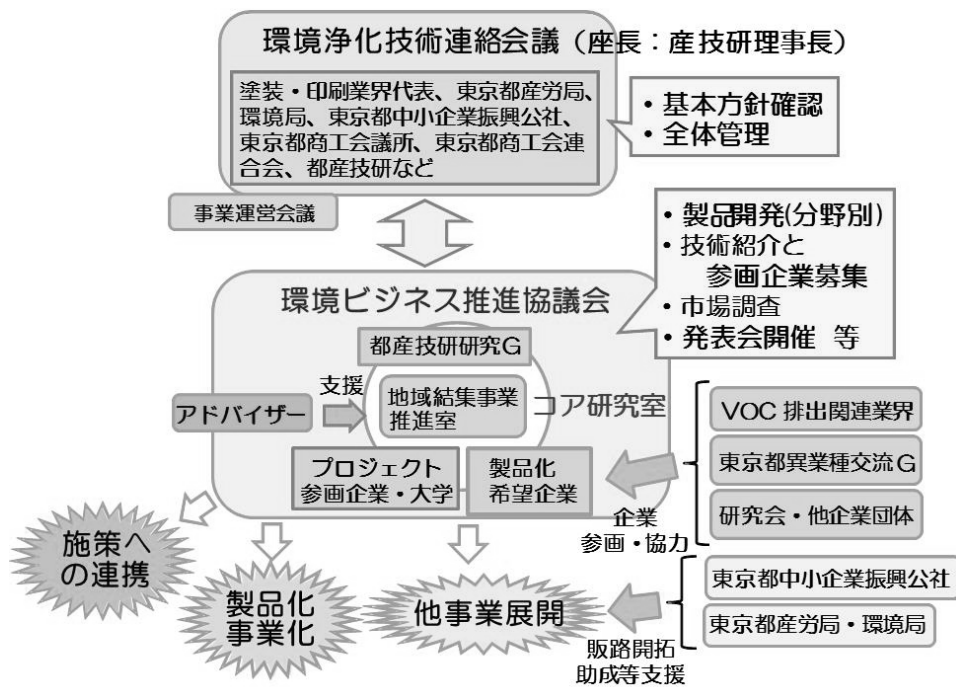 環境浄化技術連絡会議（座長：産技研理事長）
塗装・印刷業界代表、東京都産労局、
環境局、東京都中小企業振興公社、
東京都商工会議所、東京都商工会連
合会、都産技研など
・基本方針確認
・全体管理
事業運営会議
・製品開発(分野別)
・技術紹介と
参画企業募集
・市場調査
・発表会開催 等
環境ビジネス推進協議会
都産技研研究G
支援
アドバイザー
地域結集事業
推進室
コア研究室
プロジェクト
参画企業・大学
製品化
希望企業
VOC 排出関連業界
東京都異業種交流G
研究会・他企業団体
企業
参画・協力
施策へ
の連携
製品化
事業化
他事業展開
東京都中小企業振興公社
東京都産労局・環境局
販路開拓
助成等支援